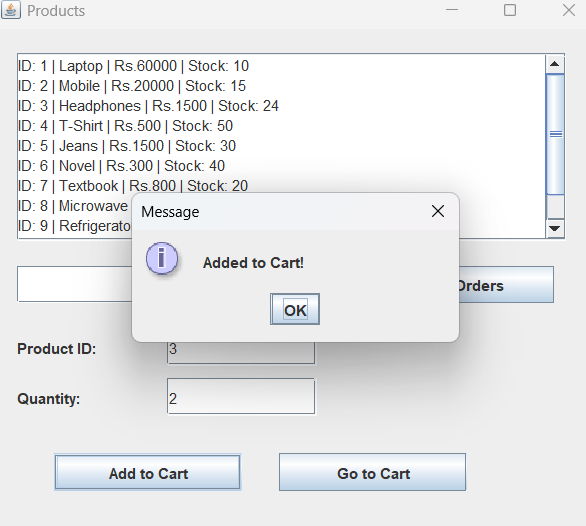 Products
ID: 1 | Laptop | Rs.60000 | Stock: 10
ID: 2 | Mobile | Rs.20000 | Stock: 15
ID: 3 | Headphones | Rs.1500 | Stock: 24
ID: 4 | T-Shirt | Rs.500 | Stock: 50
ID: 5 | Jeans | Rs.1500 | Stock: 30
ID: 6 | Novel | Rs.300 | Stock: 40
ID: 7 | Textbook | Rs.800 | Stock: 20
ID: 8 | Microwave
ID: 9 |
Message
Added to Cart!
OK
Orders
Product ID:
3
Quantity:
2
Add to Cart
Go to Cart